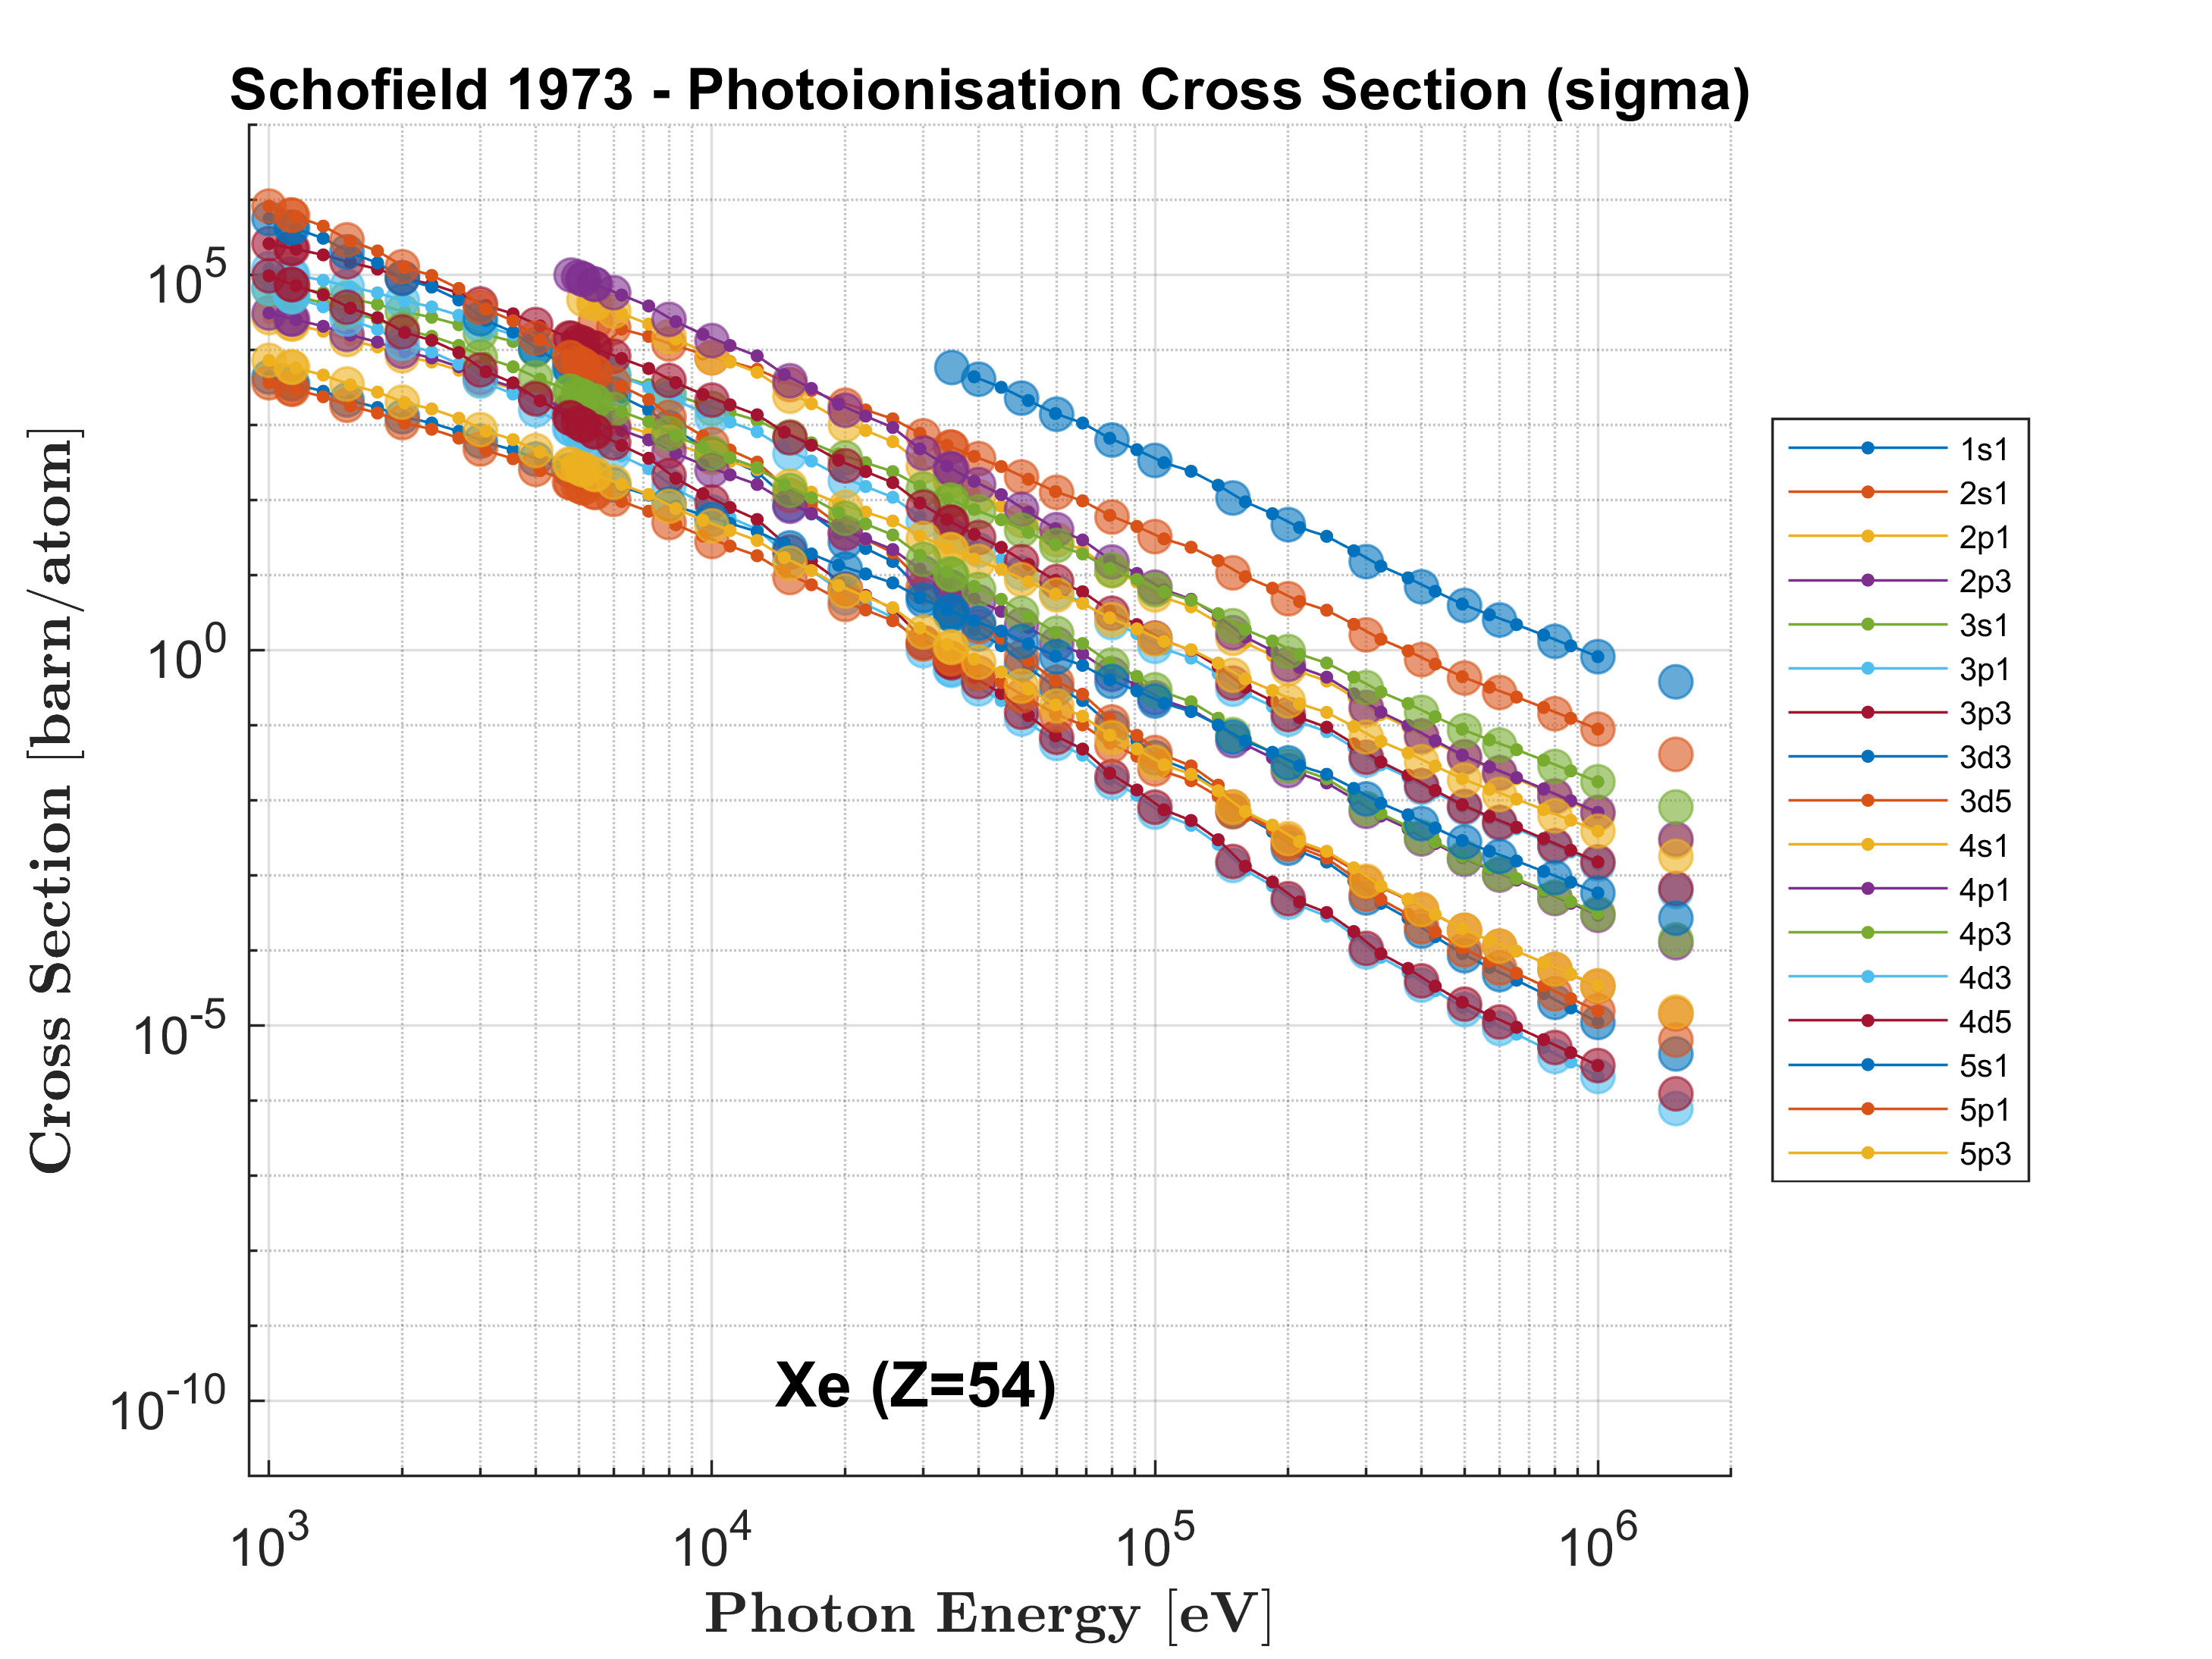 Schofield 1973 - Photoionisation Cross Section (sigma)
Cross Section [barn/atom]
10^5
10^0
10^-5
10^-10
Xe (Z=54)
10^3 10^4 10^5 10^6
Photon Energy [eV]
1s1
2s1
2p1
2p3
3s1
3p1
3p3
3d3
3d5
4s1
4p1
4p3
4d3
4d5
5s1
5p1
5p3